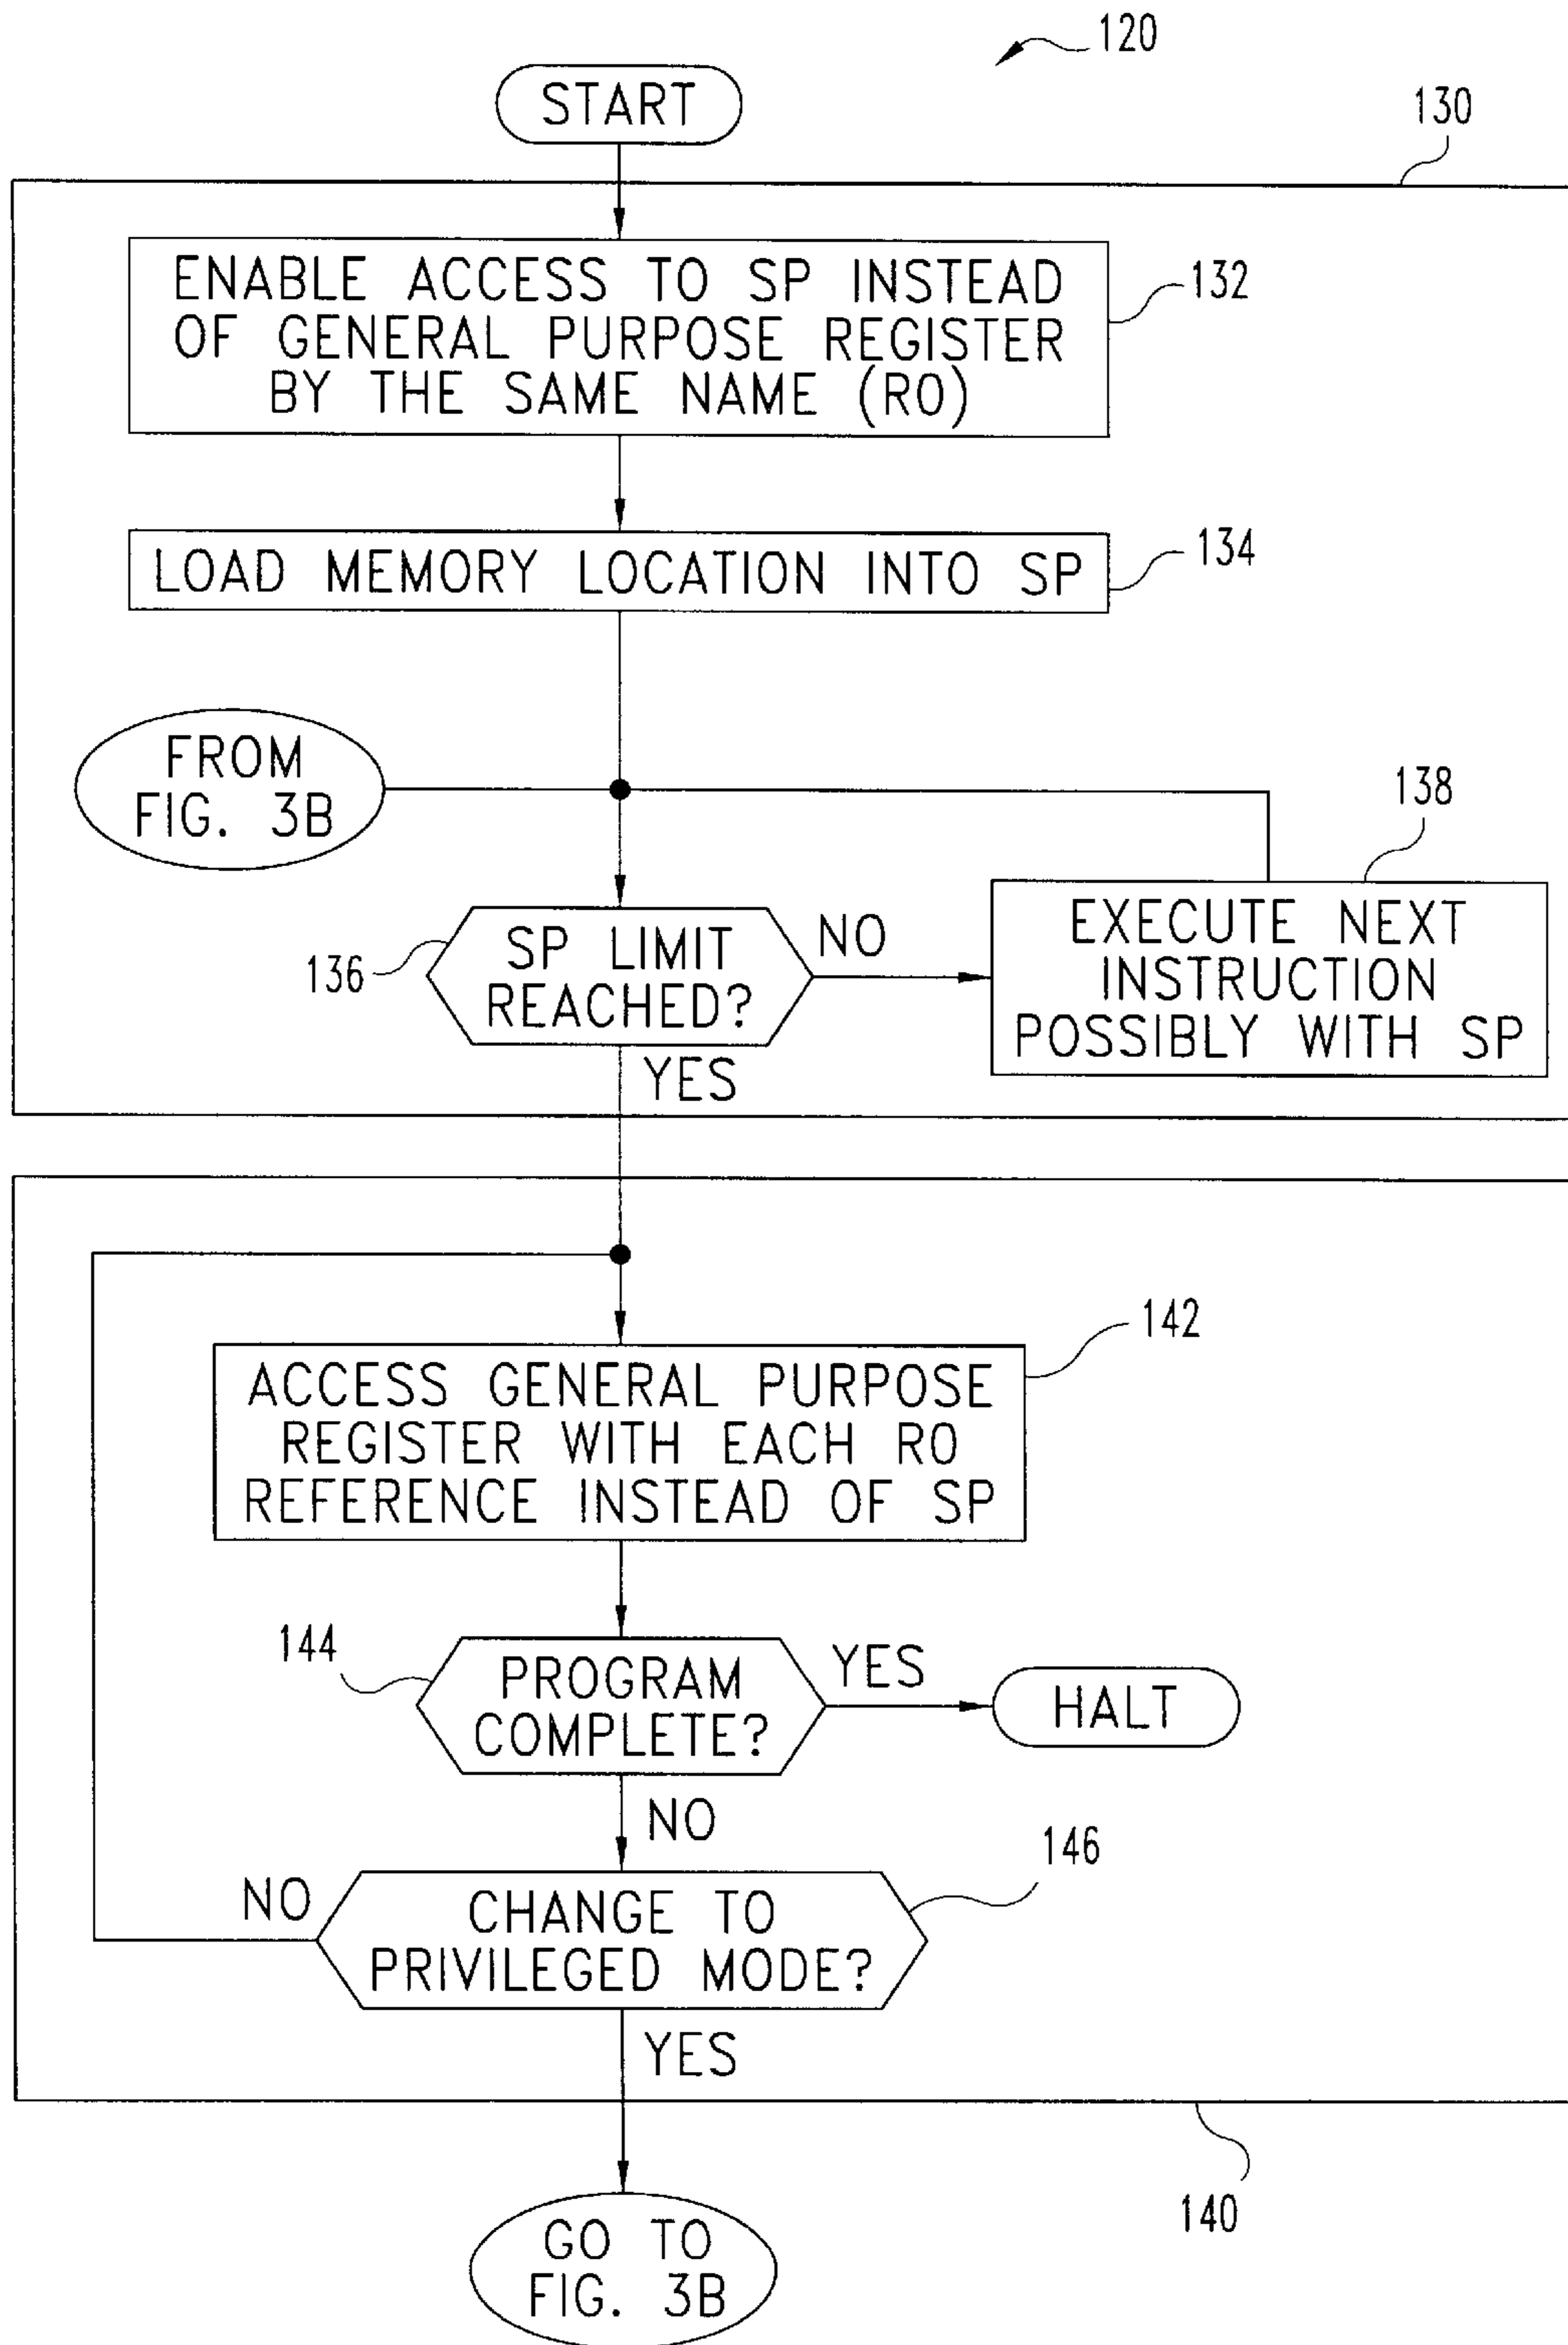 120
START
130
ENABLE ACCESS TO SP INSTEAD
OF GENERAL PURPOSE REGISTER
BY THE SAME NAME (R0)
132
LOAD MEMORY LOCATION INTO SP
134
FROM
FIG. 3B
138
136
SP LIMIT
REACHED?
NO
EXECUTE NEXT
INSTRUCTION
POSSIBLY WITH SP
YES
142
ACCESS GENERAL PURPOSE
REGISTER WITH EACH R0
REFERENCE INSTEAD OF SP
144
PROGRAM
COMPLETE?
YES
HALT
NO
146
NO
CHANGE TO
PRIVILEGED MODE?
YES
140
GO TO
FIG. 3B